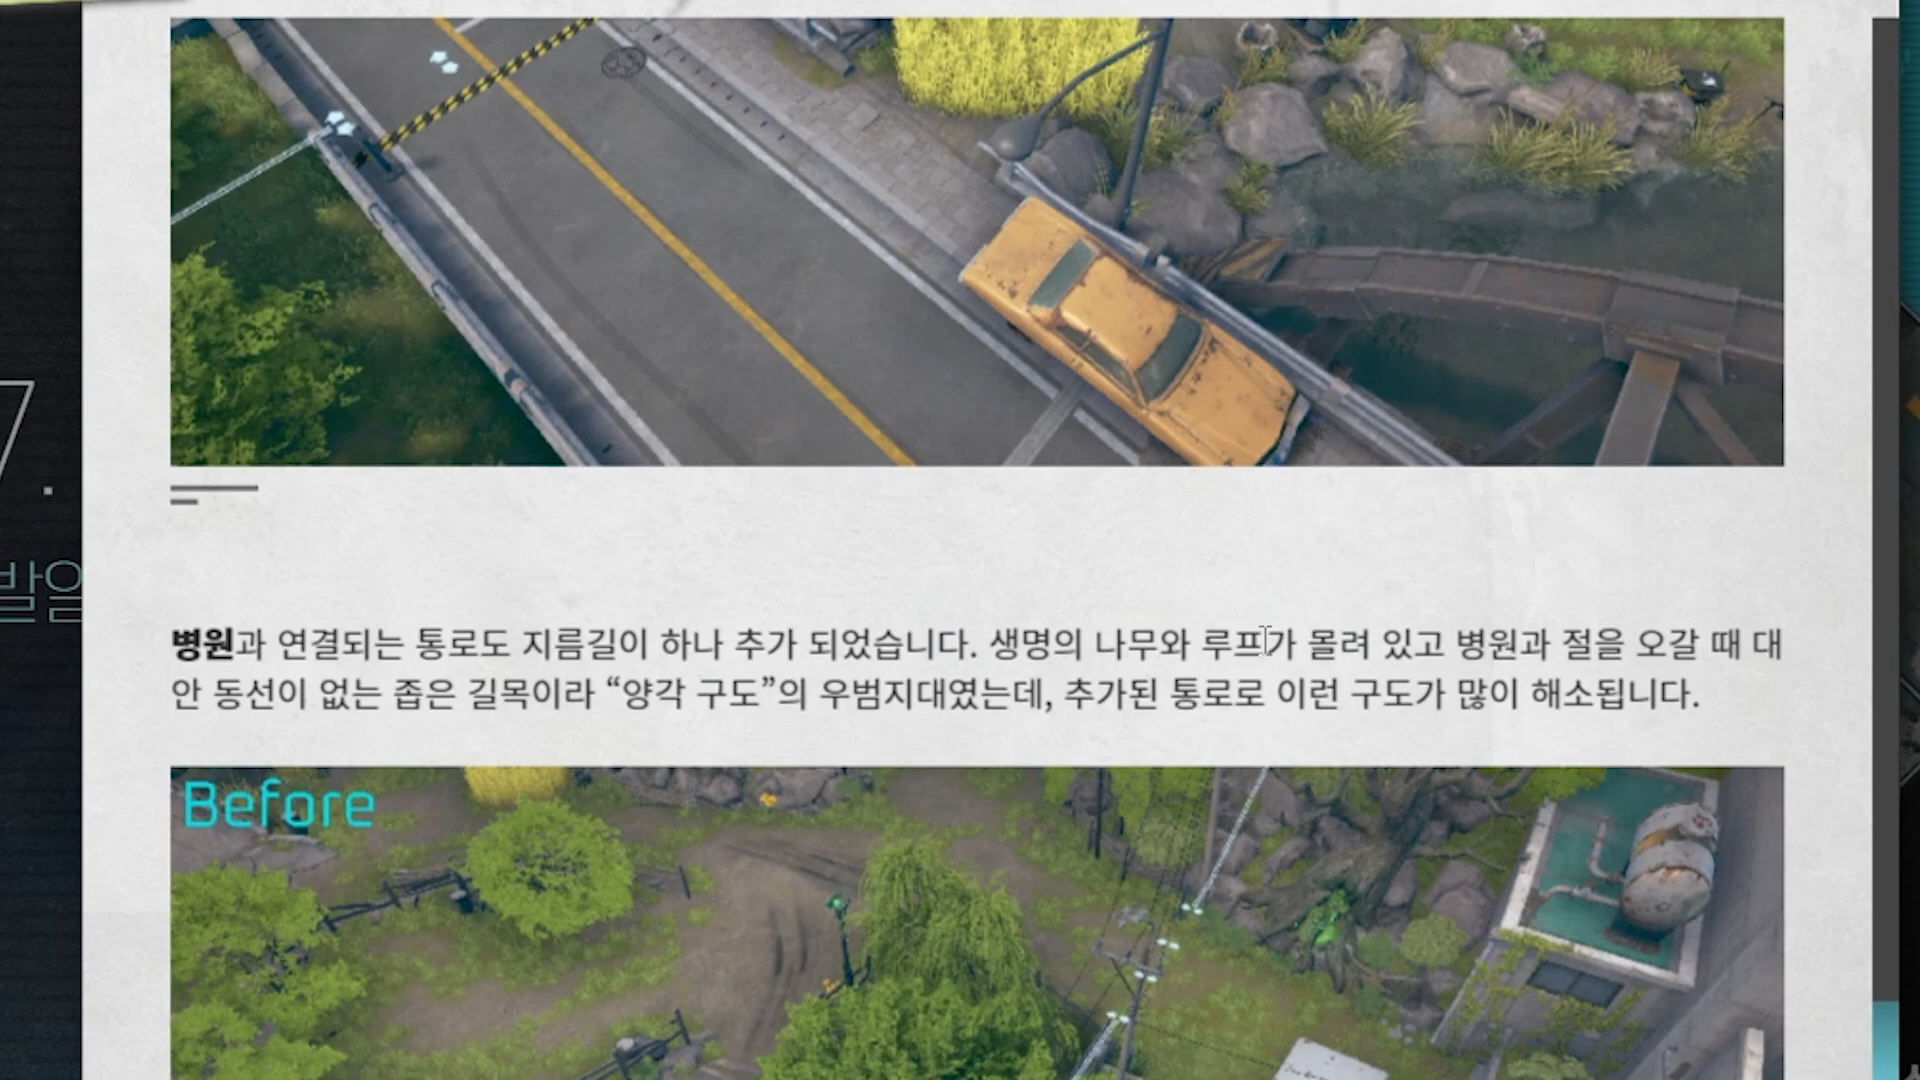 7.
발일
병원과 연결되는 통로도 지름길이 하나 추가 되었습니다. 생명의 나무와 루프가 몰려 있고 병원과 절을 오갈 때 대
안 동선이 없는 좁은 길목이라 “양각 구도”의 우범지대였는데, 추가된 통로로 이런 구도가 많이 해소됩니다.
Before